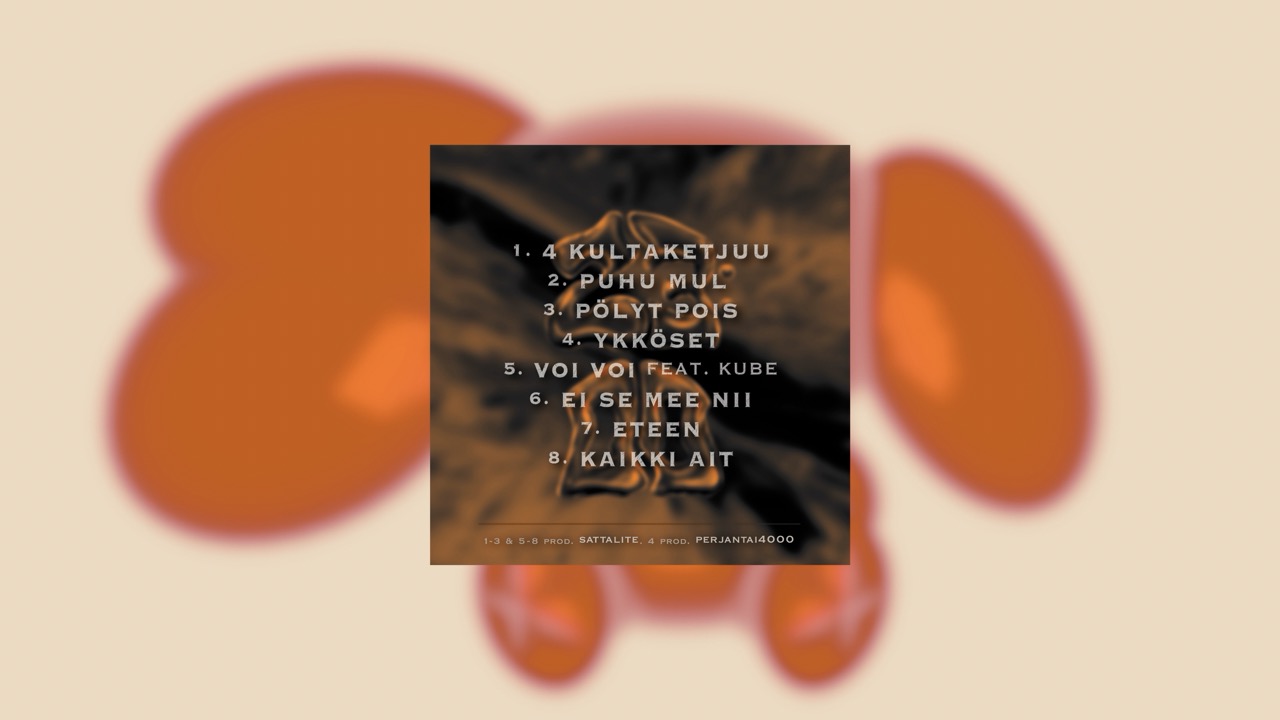 1. 4 KULTAKETJUU
2. PUHU MUL
3. PÖLYT POIS
4. YKKÖSET
5. VOI VOI FEAT. KUBE
6. EI SE MEE NII
7. ETEEN
8. KAIKKI AIT
1-3 & 5-8 PROD. SATTALITE, 4 PROD. PERJANTAI4000